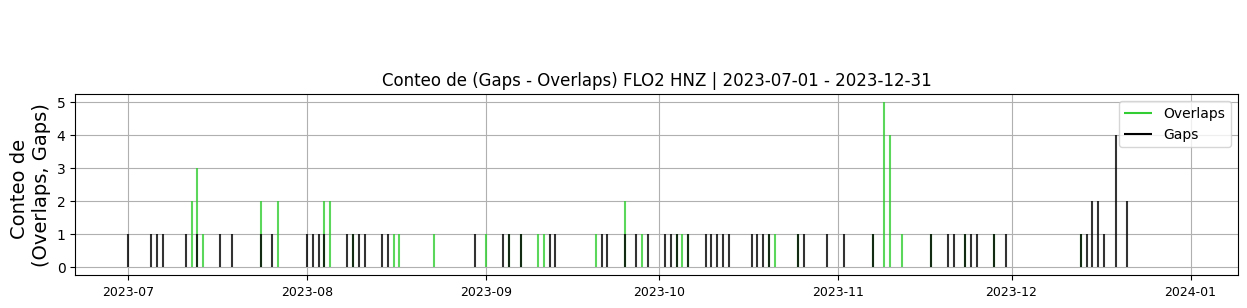 Conteo de (Gaps - Overlaps) FLO2 HNZ | 2023-07-01 - 2023-12-31
Conteo de
(Overlaps, Gaps)
5
4
3
2
1
0
Overlaps
Gaps
2023-07
2023-08
2023-09
2023-10
2023-11
2023-12
2024-01